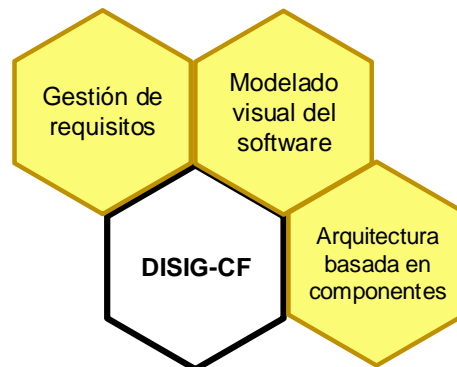 Gestión de
requisitos
Modelado
visual del
software
DISIG-CF
Arquitectura
basada en
componentes